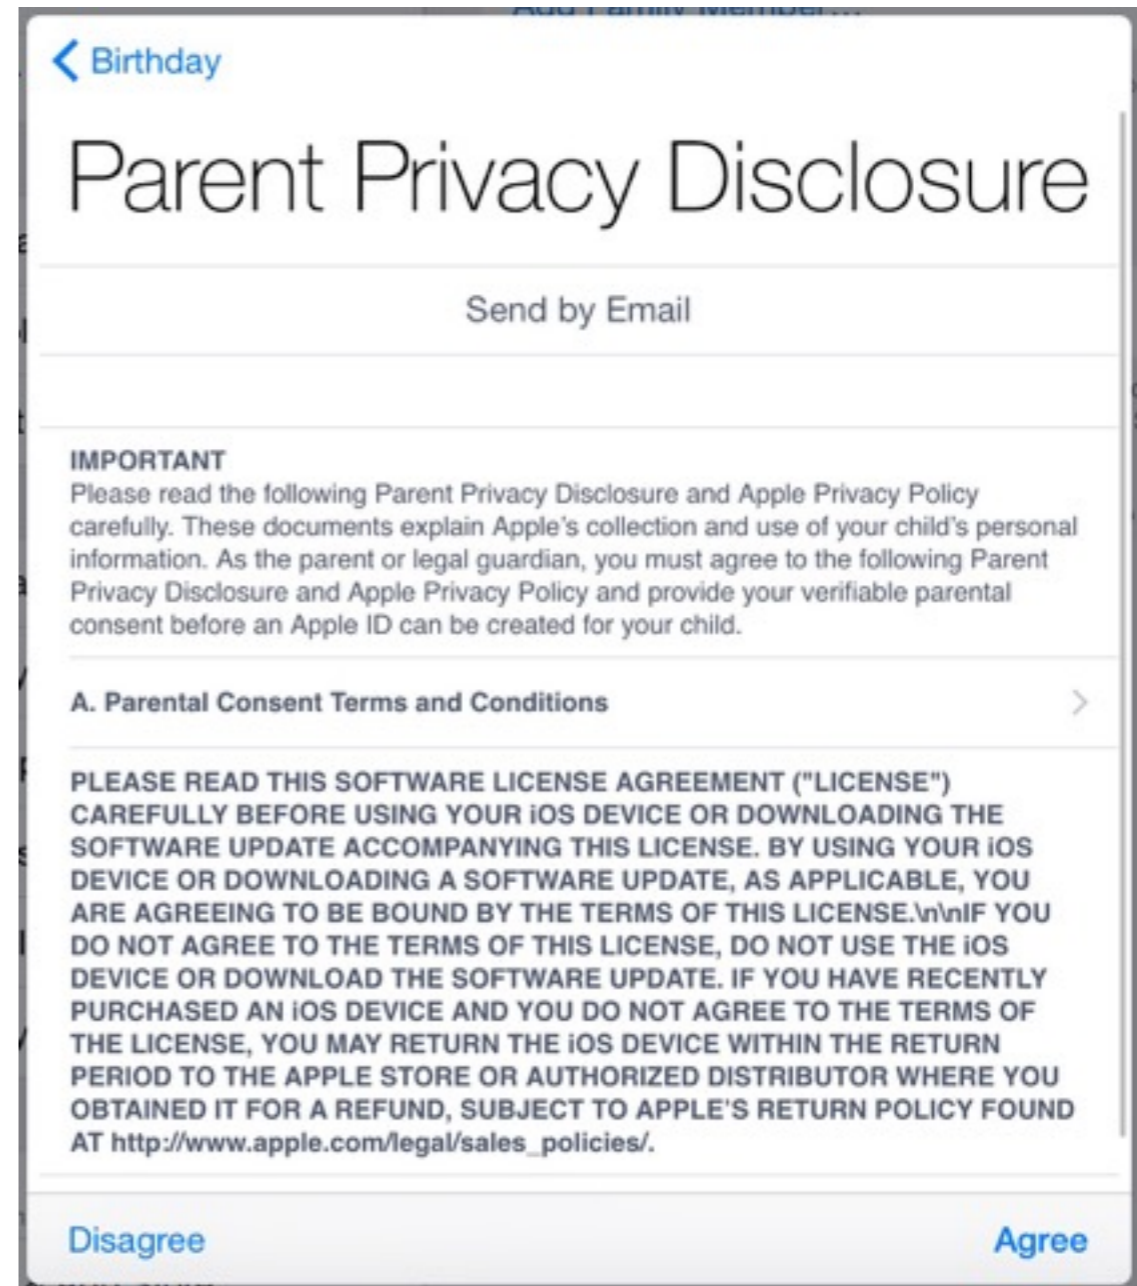 Add Family Member...
Birthday
Parent Privacy Disclosure
Send by Email
IMPORTANT
Please read the following Parent Privacy Disclosure and Apple Privacy Policy
carefully. These documents explain Apple's collection and use of your child's personal
information. As the parent or legal guardian, you must agree to the following Parent
Privacy Disclosure and Apple Privacy Policy and provide your verifiable parental
consent before an Apple ID can be created for your child.
A. Parental Consent Terms and Conditions
PLEASE READ THIS SOFTWARE LICENSE AGREEMENT ("LICENSE")
CAREFULLY BEFORE USING YOUR iOS DEVICE OR DOWNLOADING THE
SOFTWARE UPDATE ACCOMPANYING THIS LICENSE. BY USING YOUR iOS
DEVICE OR DOWNLOADING A SOFTWARE UPDATE, AS APPLICABLE, YOU
ARE AGREEING TO BE BOUND BY THE TERMS OF THIS LICENSE.\n\nIF YOU
DO NOT AGREE TO THE TERMS OF THIS LICENSE, DO NOT USE THE iOS
DEVICE OR DOWNLOAD THE SOFTWARE UPDATE. IF YOU HAVE RECENTLY
PURCHASED AN iOS DEVICE AND YOU DO NOT AGREE TO THE TERMS OF
THE LICENSE, YOU MAY RETURN THE iOS DEVICE WITHIN THE RETURN
PERIOD TO THE APPLE STORE OR AUTHORIZED DISTRIBUTOR WHERE YOU
OBTAINED IT FOR A REFUND, SUBJECT TO APPLE'S RETURN POLICY FOUND
AT http://www.apple.com/legal/sales_policies/.
Disagree
Agree